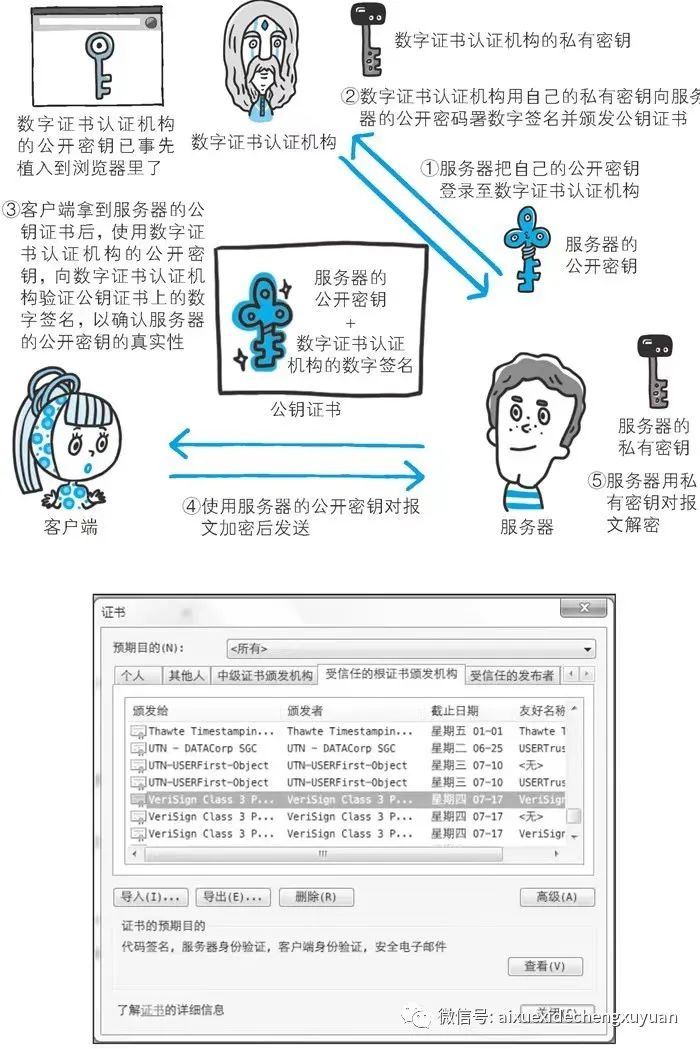 数字证书认证机构的私有密钥
②数字证书认证机构用自己的私有密钥向服务
器的公开密码署数字签名并颁发公钥证书
数字证书认证机构
的公开密钥已事先
植入到浏览器里了
数字证书认证机构
①服务器把自己的公开密钥
登录至数字证书认证机构
③客户端拿到服务器的公
钥证书后，使用数字证
书认证机构的公开密
钥，向数字证书认证机
构验证公钥证书上的数
字签名，以确认服务器
的公开密钥的真实性
服务器的
公开密钥
服务器的
公开密钥
+
数字证书认证
机构的数字签名
公钥证书
服务器的
私有密钥
⑤服务器用私
有密钥对报
文解密
④使用服务器的公开密钥对报
文加密后发送
客户端
服务器
证书
预期目的(N):
<所有>
个人 其他人 中级证书颁发机构 受信任的根证书颁发机构 受信任的发布者
颁发给 颁发者 截止日期 友好名称
Thawte Timestampin... Thawte Timestampin... 星期五 01-01 Thawte T
UTN - DATACorp SGC UTN - DATACorp SGC 星期二 06-25 USERTrus
UTN-USERFirst-Object UTN-USERFirst-Object 星期三 07-10 <无>
UTN-USERFirst-Object UTN-USERFirst-Object 星期三 07-10 USERTrus
VeriSign Class 3 P... VeriSign Class 3 P... 星期四 07-17 VeriSign
VeriSign Class 3 P... VeriSign Class 3 P... 星期四 07-17 <无>
VeriSign Class 3 P... VeriSign Class 3 P... 星期四 07-17 VeriSign
导入(I)... 导出(E)... 删除(R) 高级(A)
证书的预期目的
代码签名，服务器身份验证，客户端身份验证，安全电子邮件
查看(V)
了解证书的详细信息
微信号: aixuexidechengxuyuan